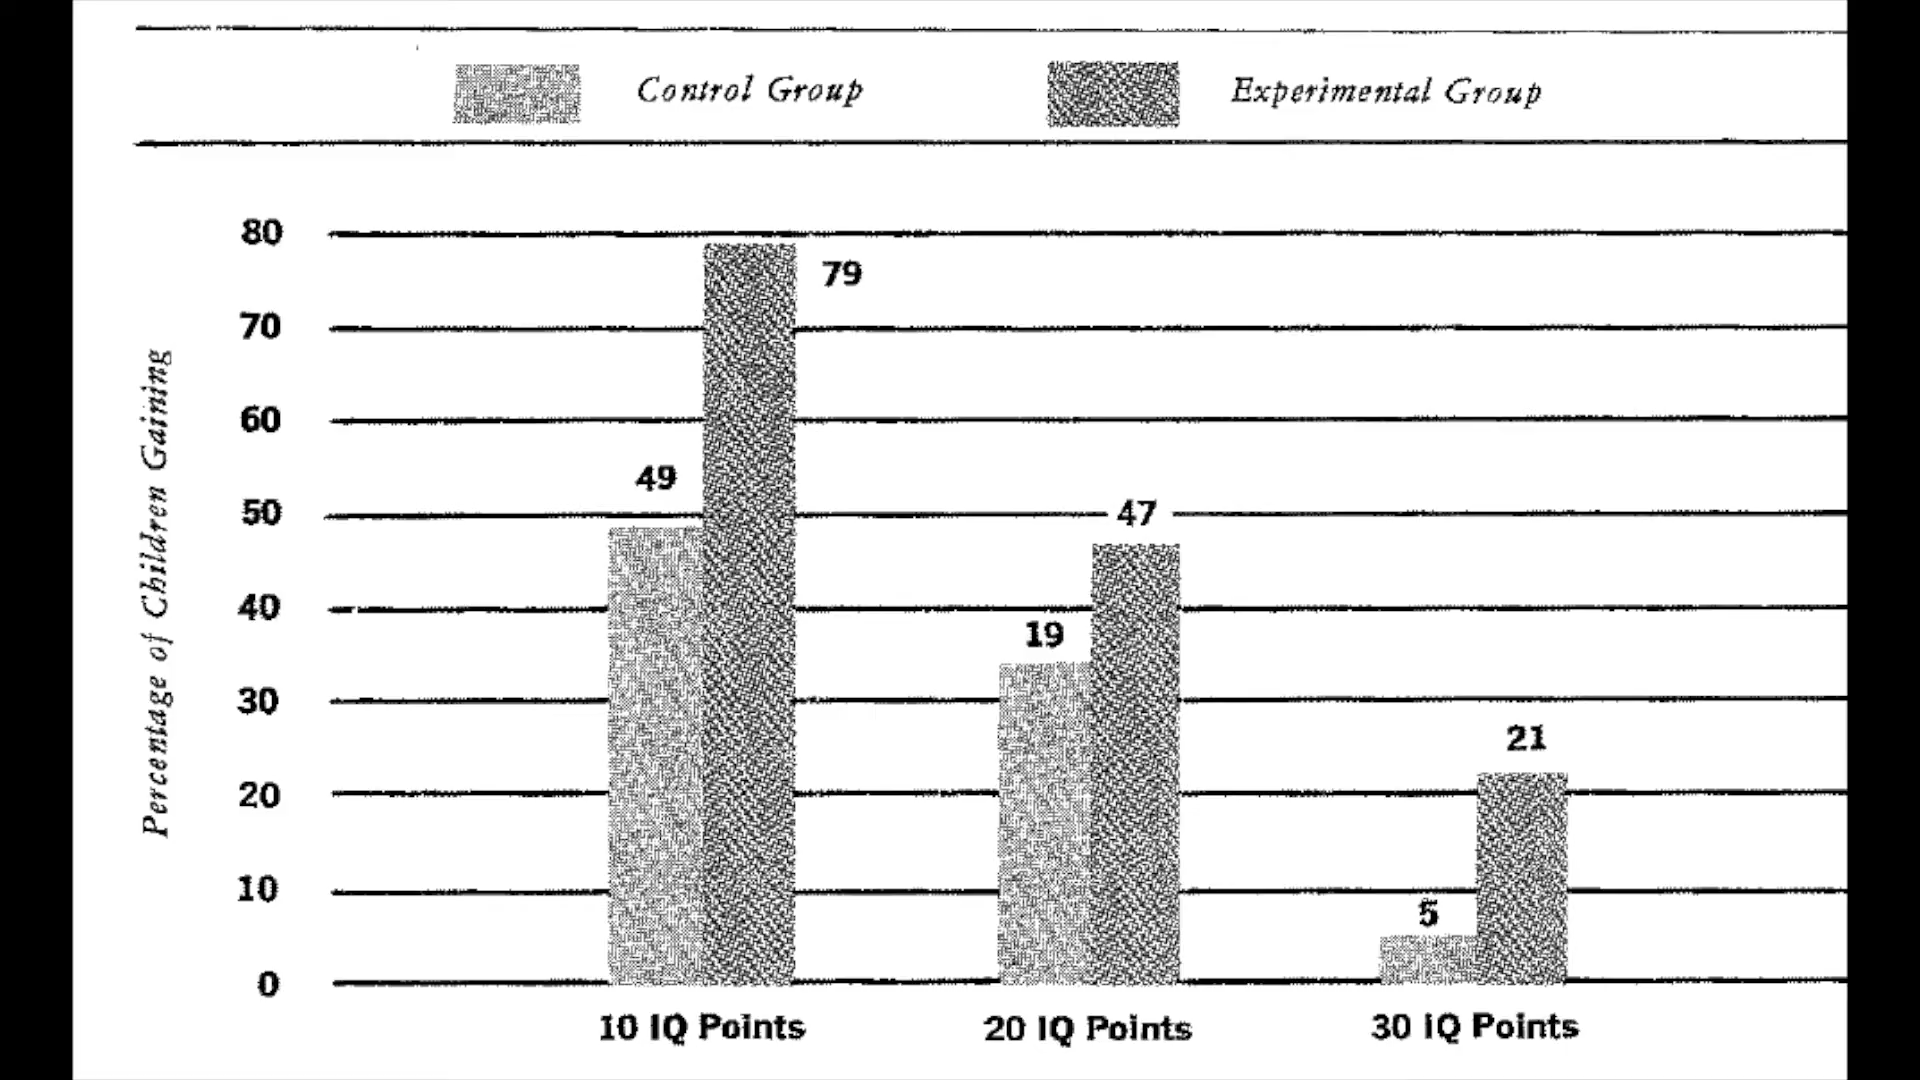 Control Group
Experimental Group
80
79
70
60
49
50
47
40
19
30
21
20
10
5
0
Percentage of Children Gaining
10 IQ Points
20 IQ Points
30 IQ Points